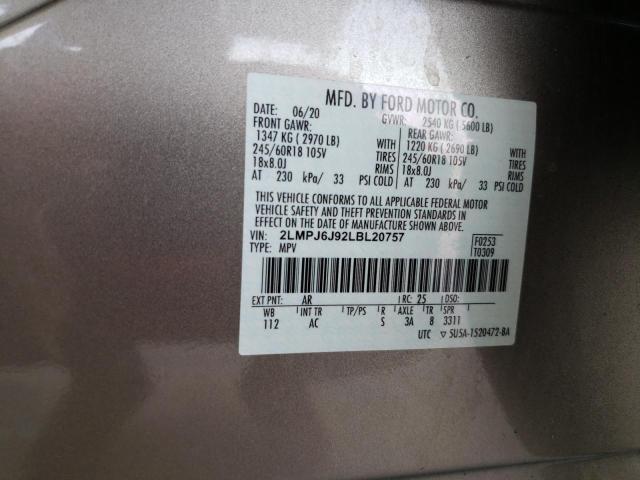 MFD. BY FORD MOTOR CO.
DATE: 06/20 GVWR: 2540 KG ( 5600 LB)
FRONT GAWR: REAR GAWR:
1347 KG ( 2970 LB) WITH 1220 KG ( 2690 LB) WITH
245/60R18 105V TIRES 245/60R18 105V TIRES
18x8.0J RIMS 18x8.0J RIMS
AT 230 kPa/ 33 PSI COLD AT 230 kPa/ 33 PSI COLD
THIS VEHICLE CONFORMS TO ALL APPLICABLE FEDERAL MOTOR
VEHICLE SAFETY AND THEFT PREVENTION STANDARDS IN
EFFECT ON THE DATE OF MANUFACTURE SHOWN ABOVE.
VIN: 2LMPJ6J92LBL20757 F0253
TYPE: MPV T0309
EXT PNT: AR RC: 25 DSO:
WB INT TR TP/PS R AXLE TR SPR
112 AC S 3A 8 3311
UTC ▽ 5U5A-1520472-BA